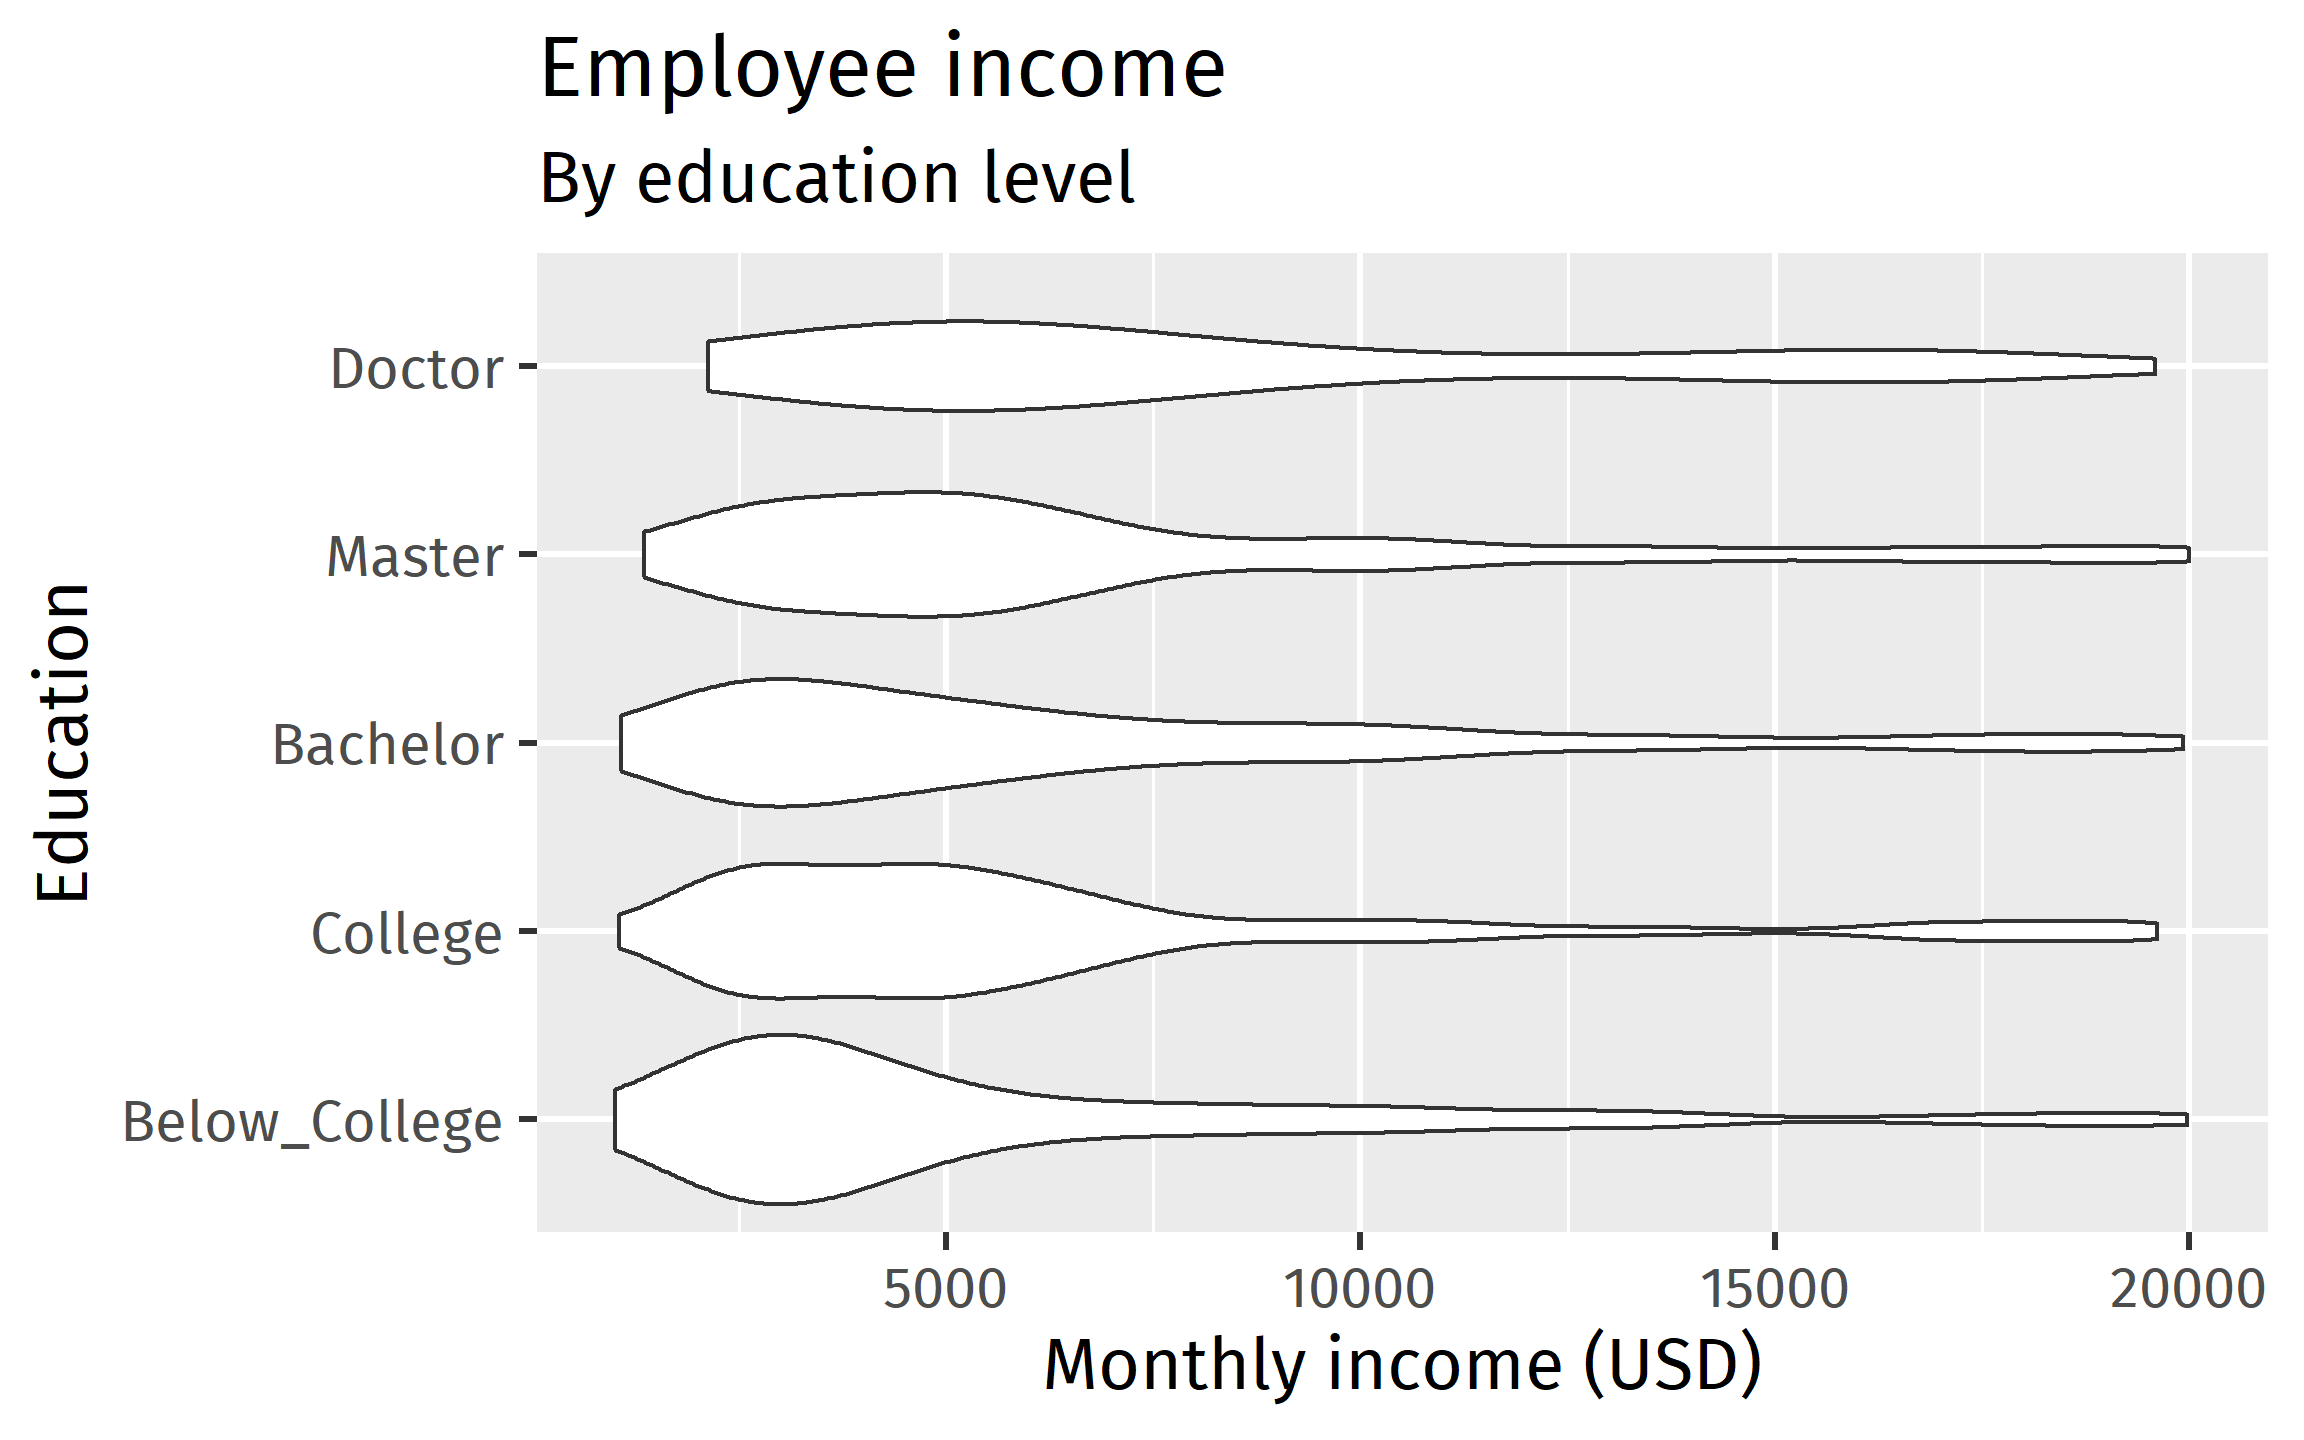 Employee income
By education level
Doctor
Master
Bachelor
College
Below_College
Education
5000 10000 15000 20000
Monthly income (USD)